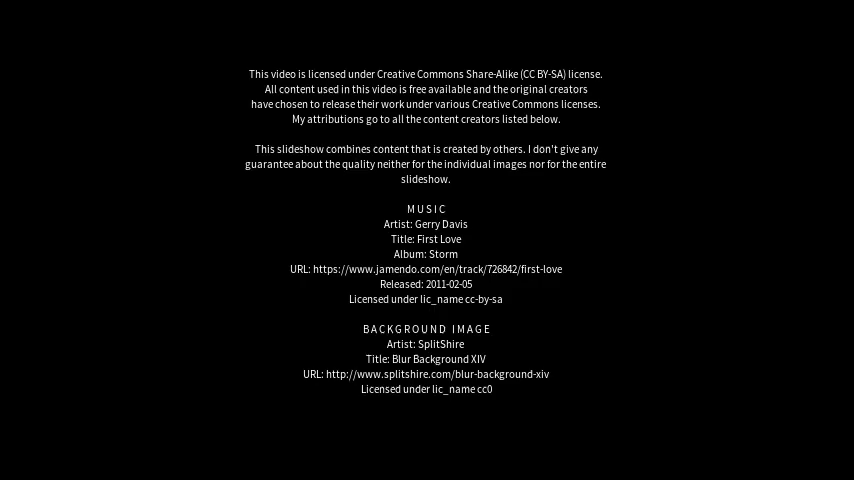 This video is licensed under Creative Commons Share-Alike (CC BY-SA) license.
All content used in this video is free available and the original creators
have chosen to release their work under various Creative Commons licenses.
My attributions go to all the content creators listed below.
This slideshow combines content that is created by others. I don't give any
guarantee about the quality neither for the individual images nor for the entire
slideshow.
MUSIC
Artist: Gerry Davis
Title: First Love
Album: Storm
URL: https://www.jamendo.com/en/track/726842/first-love
Released: 2011-02-05
Licensed under lic_name cc-by-sa
BACKGROUND IMAGE
Artist: SplitShire
Title: Blur Background XIV
URL: http://www.splitshire.com/blur-background-xiv
Licensed under lic_name cc0